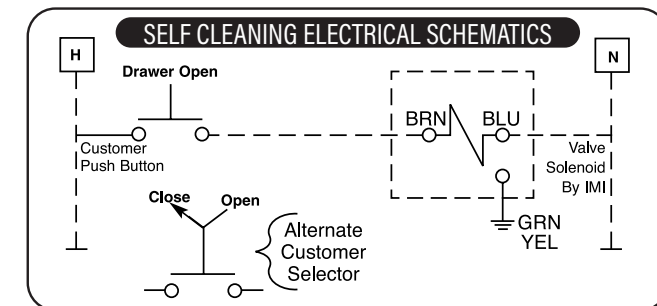 SELF CLEANING ELECTRICAL SCHEMATICS
H
N
Drawer Open
BRN
BLU
Customer
Push Button
Valve
Solenoid
By IMI
Close
Open
GRN
YEL
Alternate
Customer
Selector